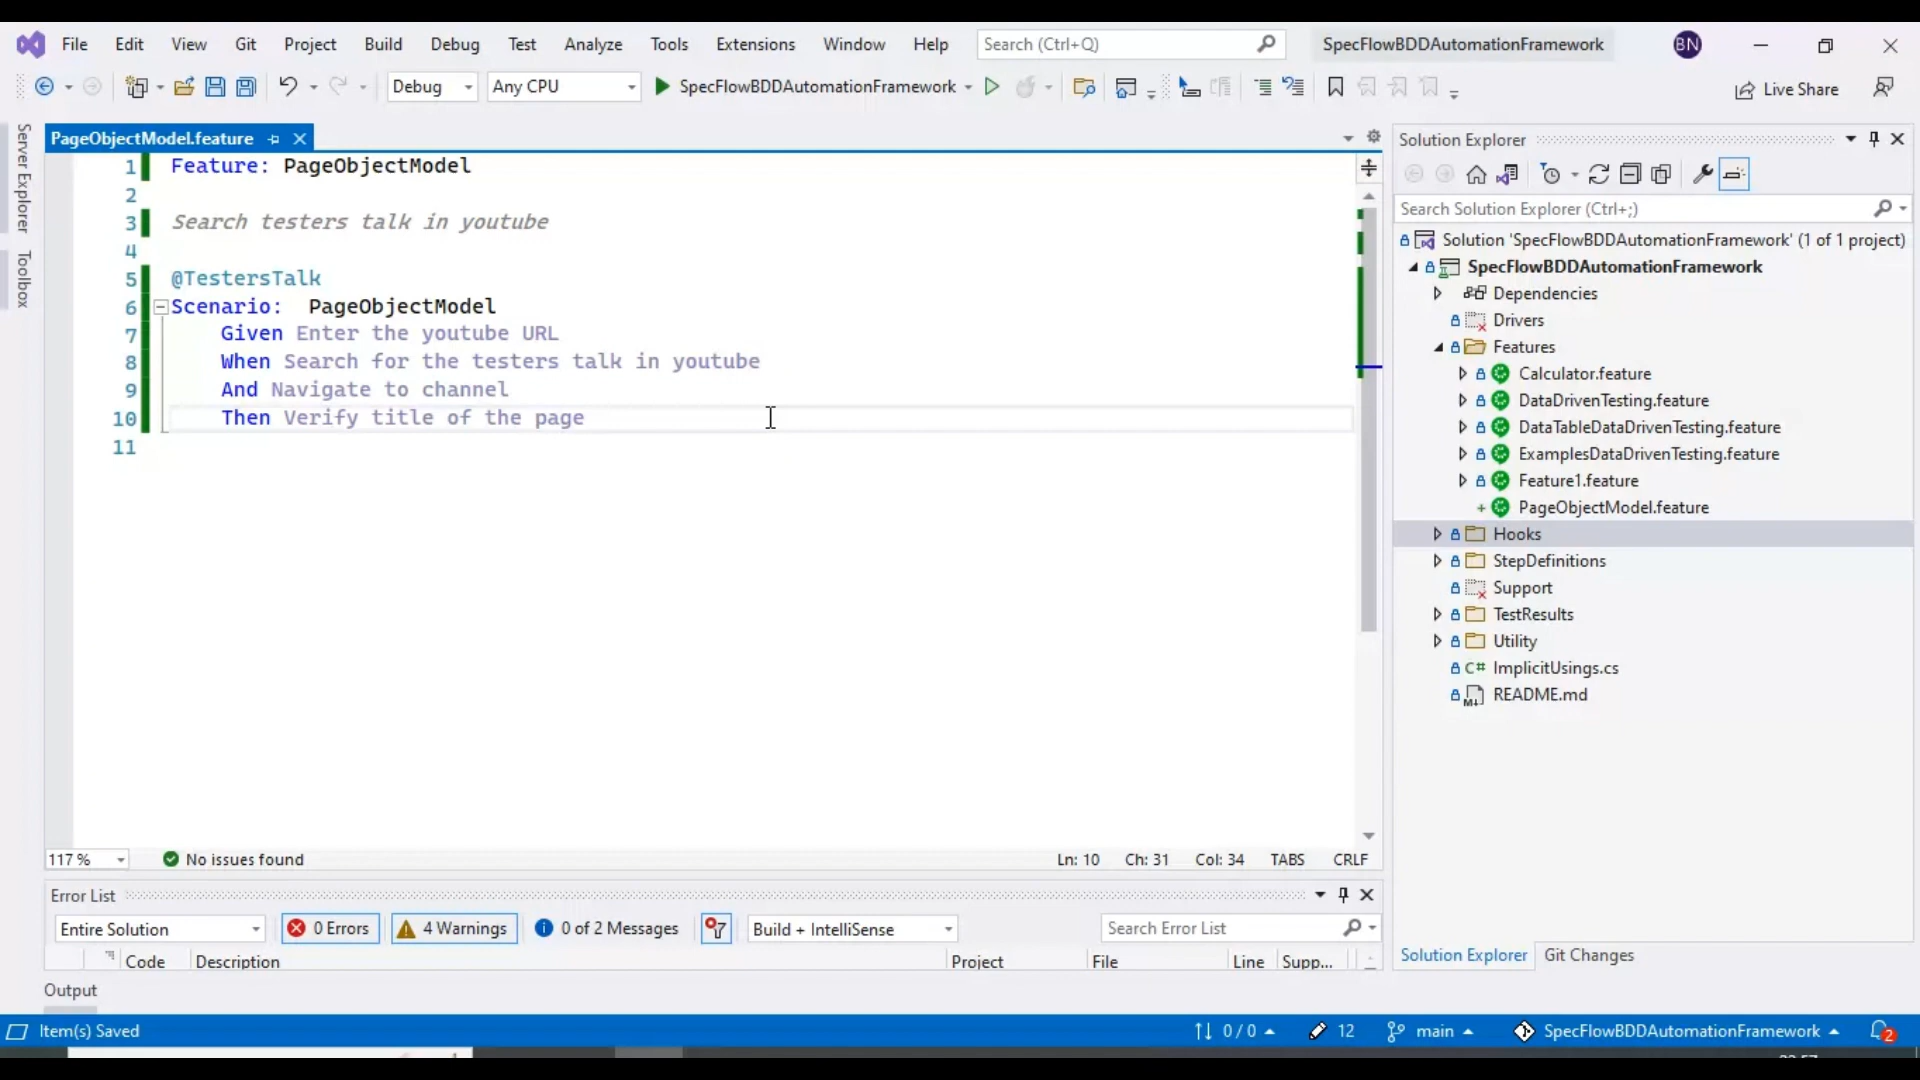 File Edit View Git Project Build Debug Test Analyze Tools Extensions Window Help Search (Ctrl+Q) SpecFlowBDDAutomationFramework BN
Debug Any CPU SpecFlowBDDAutomationFramework Live Share
Server Explorer
Toolbox
PageObjectModel.feature
1 Feature: PageObjectModel
2
3 Search testers talk in youtube
4
5 @TestersTalk
6 Scenario: PageObjectModel
7 Given Enter the youtube URL
8 When Search for the testers talk in youtube
9 And Navigate to channel
10 Then Verify title of the page
11
117 % No issues found Ln: 10 Ch: 31 Col: 34 TABS CRLF
Error List
Entire Solution 0 Errors 4 Warnings 0 of 2 Messages Build + IntelliSense Search Error List
Code Description Project File Line Supp...
Output
Solution Explorer
Search Solution Explorer (Ctrl+;)
Solution 'SpecFlowBDDAutomationFramework' (1 of 1 project)
SpecFlowBDDAutomationFramework
Dependencies
Drivers
Features
Calculator.feature
DataDrivenTesting.feature
DataTableDataDrivenTesting.feature
ExamplesDataDrivenTesting.feature
Feature1.feature
PageObjectModel.feature
Hooks
StepDefinitions
Support
TestResults
Utility
C# ImplicitUsings.cs
README.md
Solution Explorer Git Changes
Item(s) Saved 0 / 0 12 main SpecFlowBDDAutomationFramework 2